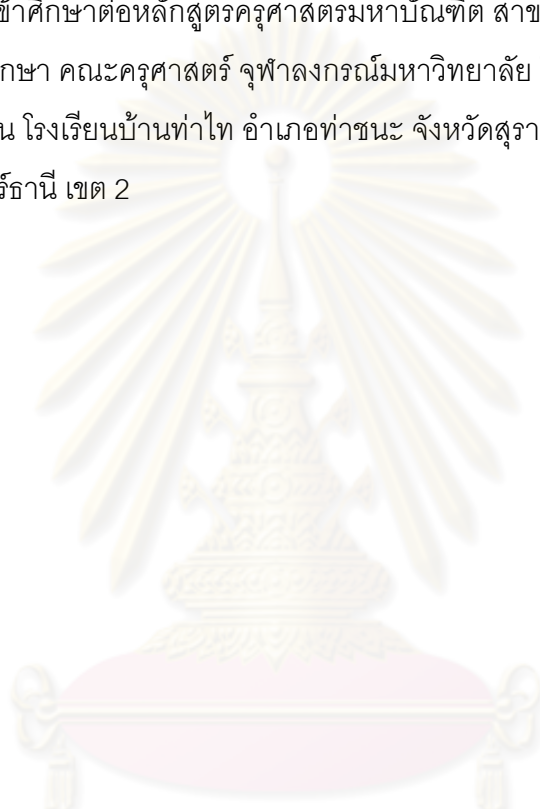 ข้าศึกษาต่อหลักสูตรครุศาสตรมหาบัณฑิต สาข
กษา คณะครุศาสตร์ จุฬาลงกรณ์มหาวิทยาลัย
น โรงเรียนบ้านท่าไท อำเภอท่าชนะ จังหวัดสุรา
ร์ธานี เขต 2